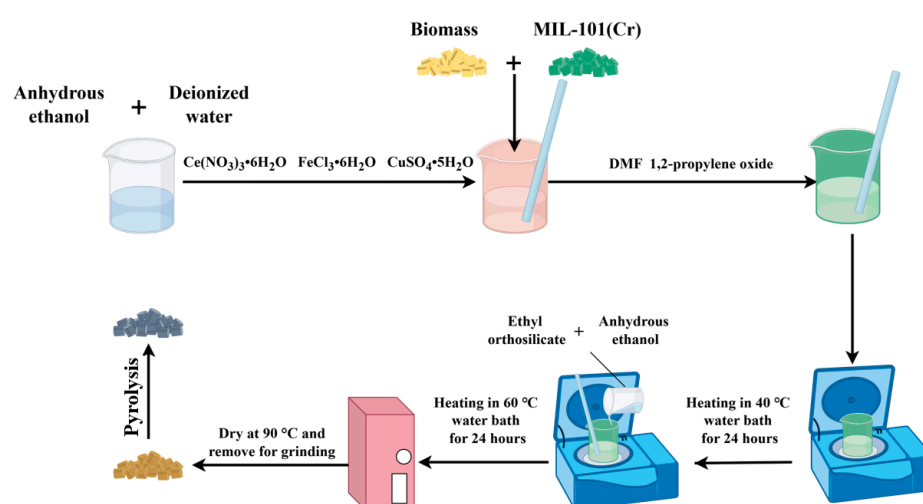 Biomass + MIL-101(Cr)
Anhydrous
ethanol
+
Deionized
water
Ce(NO₃)₃•6H₂O FeCl₃•6H₂O CuSO₄•5H₂O
DMF 1,2-propylene oxide
Ethyl
orthosilicate
+
Anhydrous
ethanol
Heating in 40 °C
water bath
for 24 hours
Heating in 60 °C
water bath
for 24 hours
Dry at 90 °C and
remove for grinding
Pyrolysis